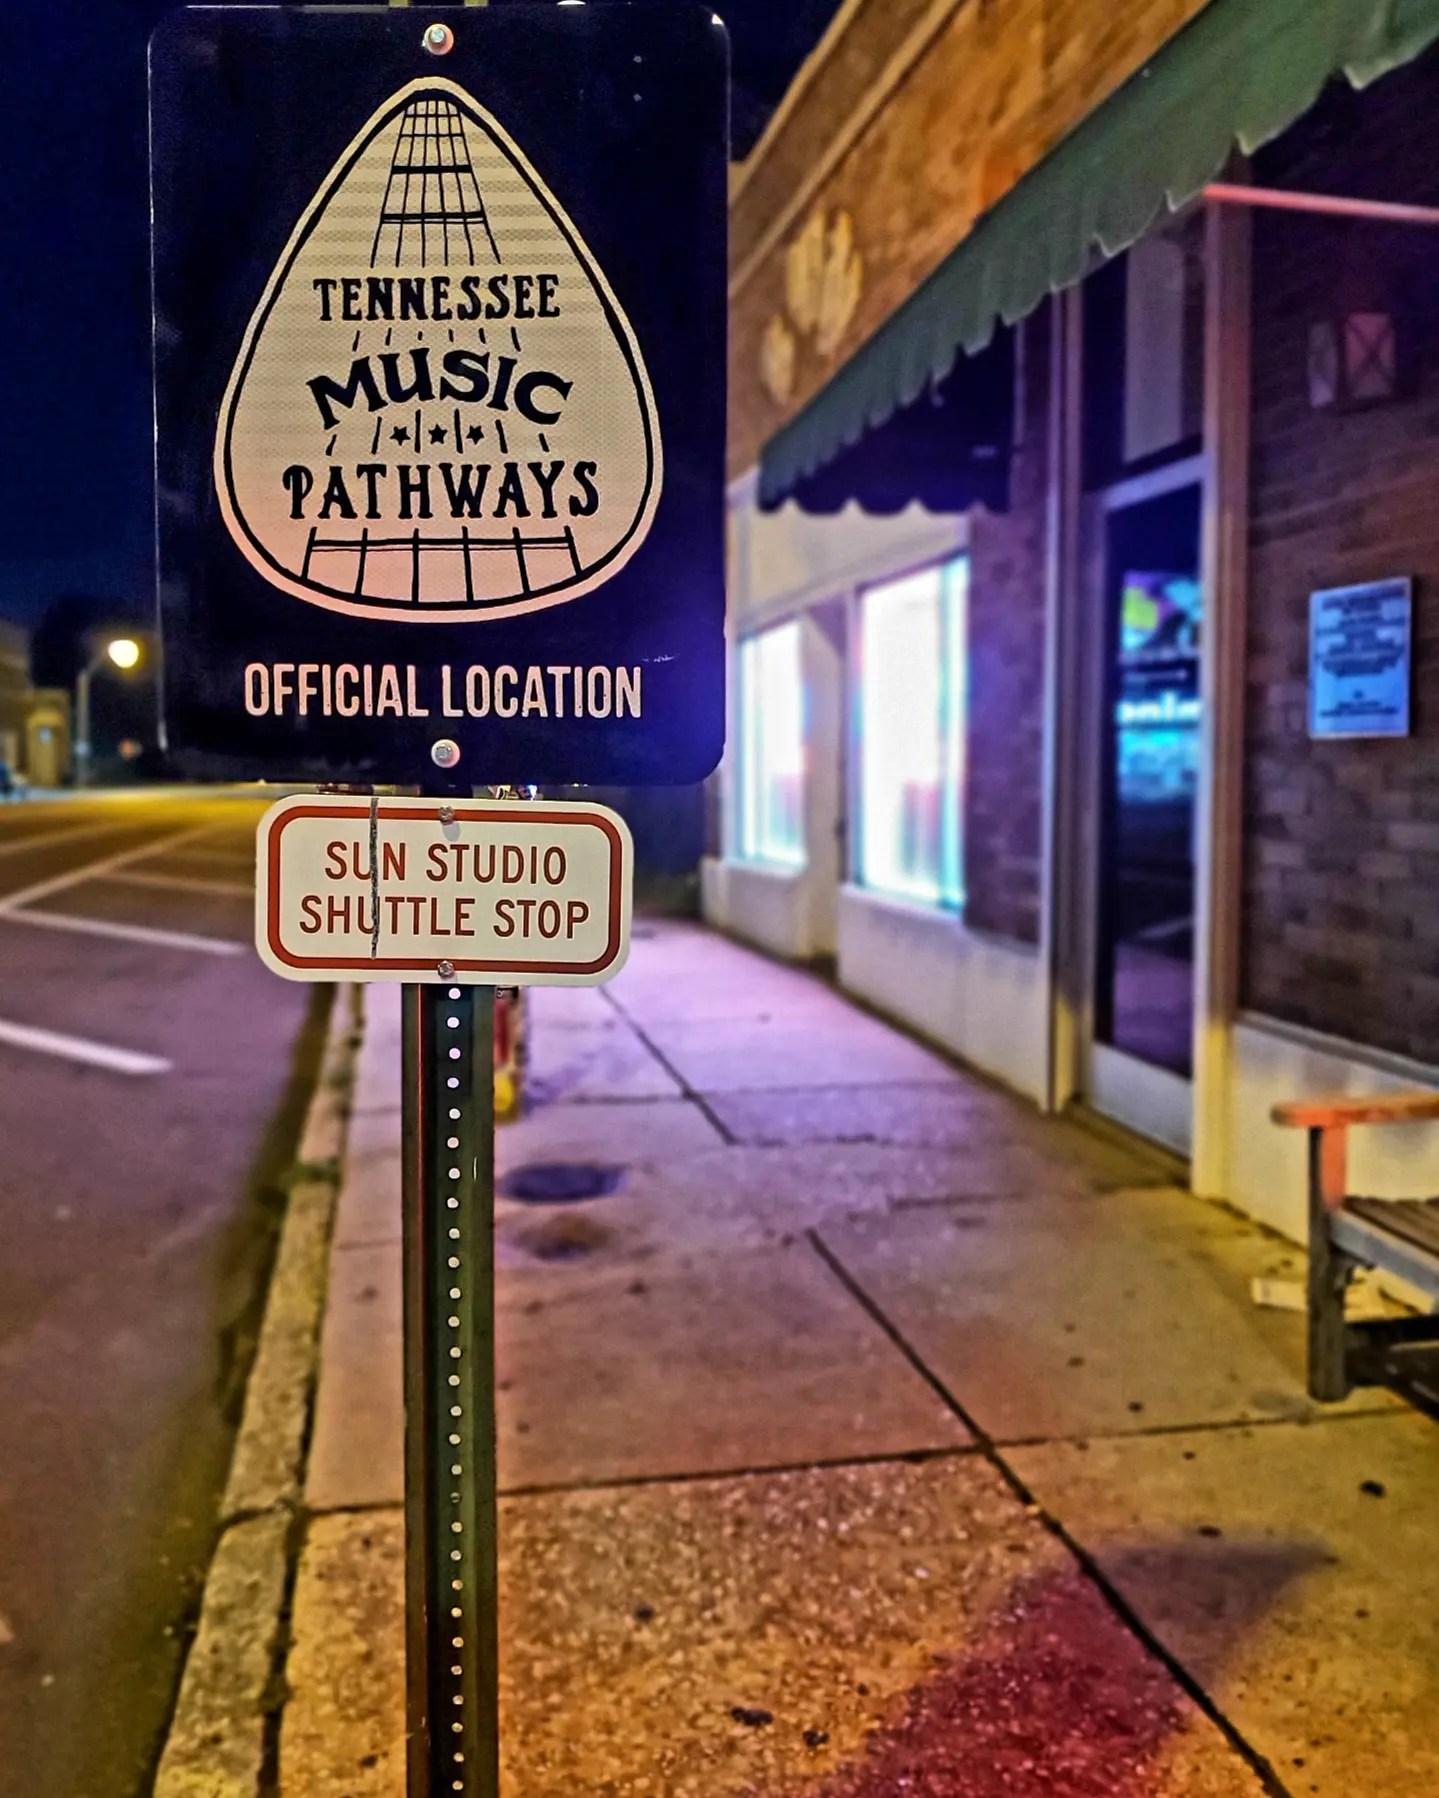 TENNESSEE
MUSIC
PATHWAYS
OFFICIAL LOCATION
SUN STUDIO
SHUTTLE STOP